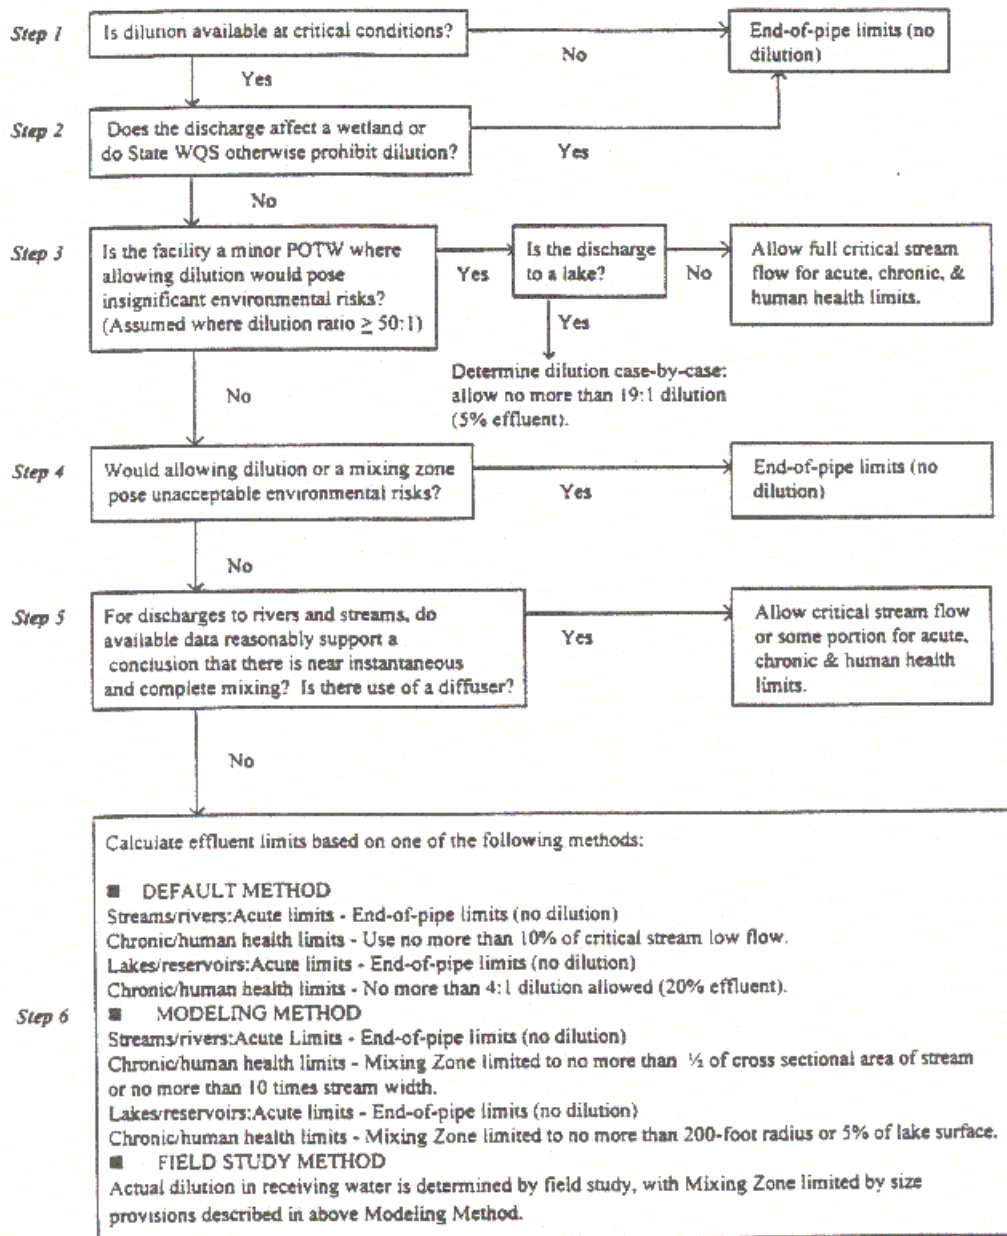 Step 1
Is dilution available at critical conditions?
No
End-of-pipe limits (no
dilution)
Yes
Step 2
Does the discharge affect a wetland or
do State WQS otherwise prohibit dilution?
Yes
No
Step 3
Is the facility a minor POTW where
allowing dilution would pose
insignificant environmental risks?
(Assumed where dilution ratio ≥ 50:1)
Yes
Is the discharge
to a lake?
No
Allow full critical stream
flow for acute, chronic, &
human health limits.
Yes
Determine dilution case-by-case:
allow no more than 19:1 dilution
(5% effluent).
No
Step 4
Would allowing dilution or a mixing zone
pose unacceptable environmental risks?
Yes
End-of-pipe limits (no
dilution)
No
Step 5
For discharges to rivers and streams, do
available data reasonably support a
conclusion that there is near instantaneous
and complete mixing? Is there use of a diffuser?
Yes
Allow critical stream flow
or some portion for acute,
chronic & human health
limits.
No
Step 6
Calculate effluent limits based on one of the following methods:
■ DEFAULT METHOD
Streams/rivers:Acute limits - End-of-pipe limits (no dilution)
Chronic/human health limits - Use no more than 10% of critical stream low flow.
Lakes/reservoirs:Acute limits - End-of-pipe limits (no dilution)
Chronic/human health limits - No more than 4:1 dilution allowed (20% effluent).
■ MODELING METHOD
Streams/rivers:Acute Limits - End-of-pipe limits (no dilution)
Chronic/human health limits - Mixing Zone limited to no more than ½ of cross sectional area of stream
or no more than 10 times stream width.
Lakes/reservoirs:Acute limits - End-of-pipe limits (no dilution)
Chronic/human health limits - Mixing Zone limited to no more than 200-foot radius or 5% of lake surface.
■ FIELD STUDY METHOD
Actual dilution in receiving water is determined by field study, with Mixing Zone limited by size
provisions described in above Modeling Method.